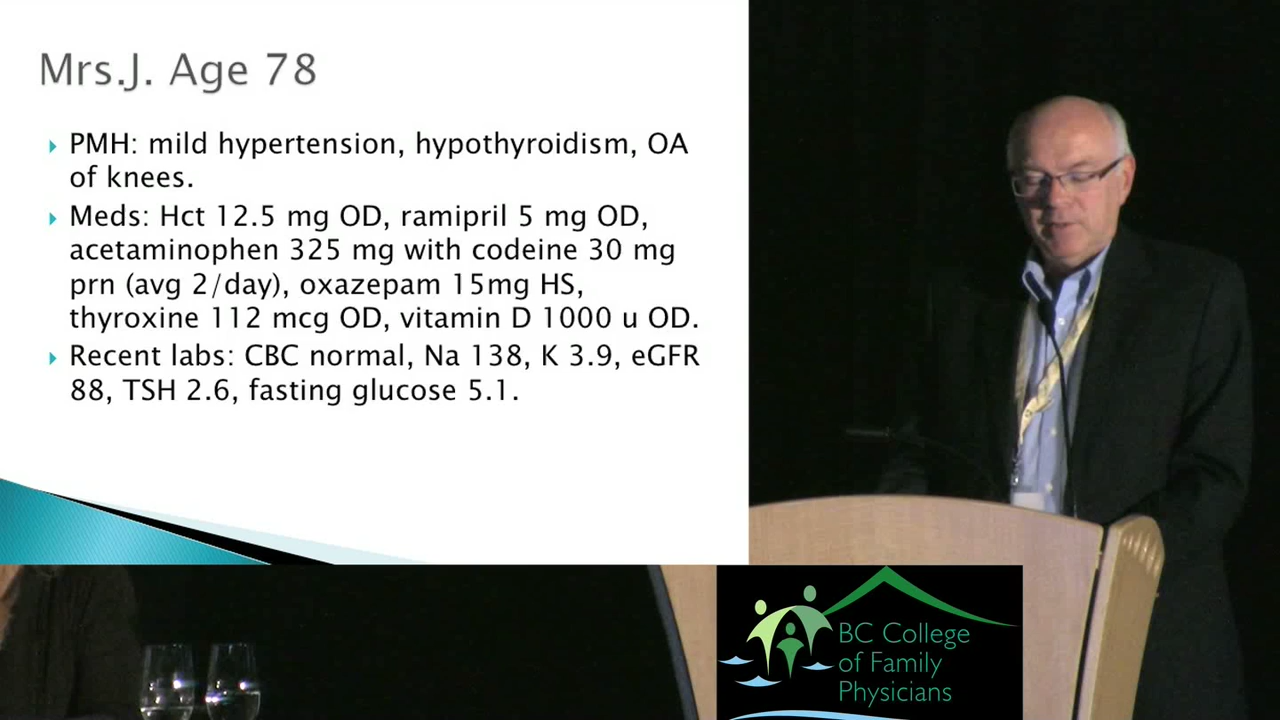 Mrs.J. Age 78
PMH: mild hypertension, hypothyroidism, OA
of knees.
Meds: Hct 12.5 mg OD, ramipril 5 mg OD,
acetaminophen 325 mg with codeine 30 mg
prn (avg 2/day), oxazepam 15mg HS,
thyroxine 112 mcg OD, vitamin D 1000 u OD.
Recent labs: CBC normal, Na 138, K 3.9, eGFR
88, TSH 2.6, fasting glucose 5.1.
BC College
of Family
Physicians